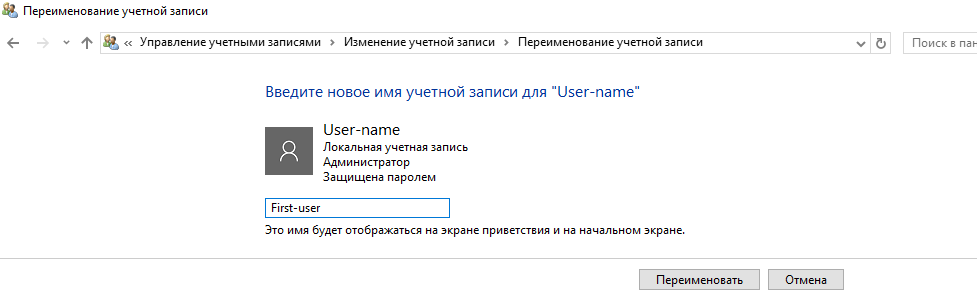 Переименование учетной записи
« Управление учетными записями > Изменение учетной записи > Переименование учетной записи
Поиск в пан
Введите новое имя учетной записи для "User-name"
User-name
Локальная учетная запись
Администратор
Защищена паролем
First-user
Это имя будет отображаться на экране приветствия и на начальном экране.
Переименовать
Отмена